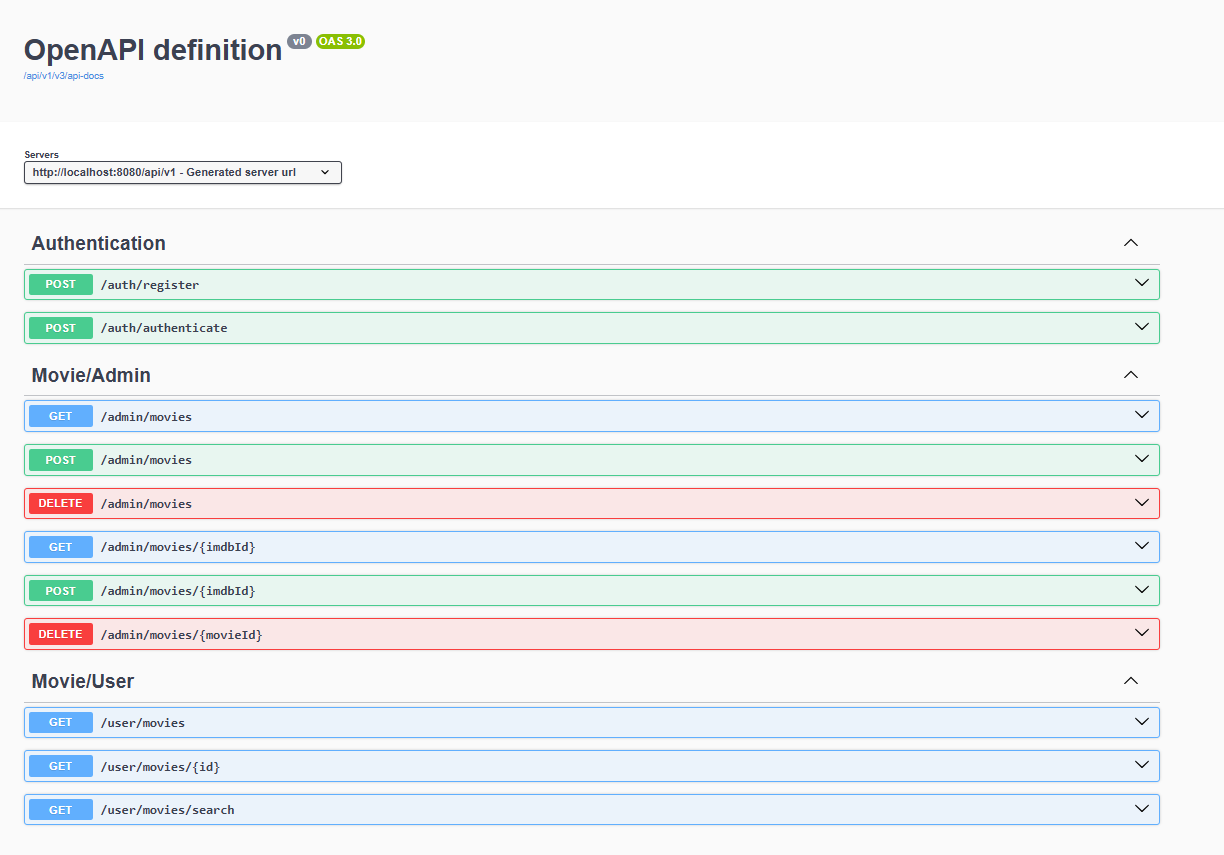 OpenAPI definition v0 OAS 3.0
/api/v1/v3/api-docs
Servers
http://localhost:8080/api/v1 - Generated server url
Authentication
POST /auth/register
POST /auth/authenticate
Movie/Admin
GET /admin/movies
POST /admin/movies
DELETE /admin/movies
GET /admin/movies/{imdbId}
POST /admin/movies/{imdbId}
DELETE /admin/movies/{movieId}
Movie/User
GET /user/movies
GET /user/movies/{id}
GET /user/movies/search